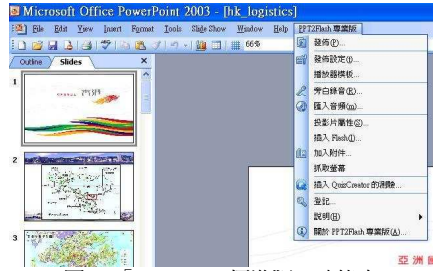 Microsoft Office PowerPoint 2003 - [hk_logistics]
File Edit View Insert Format Tools Slide Show Window Help PPT2Flash 專業版
66%
Outline Slides
1
2
3
發佈(P)...
發佈設定(t)...
播放器模板...
旁白錄音(R)...
匯入音頻(m)...
投影片屬性(S)...
插入 Flash(I)...
加入附件...
抓取螢幕
插入 QuizCreator 的測驗...
登記...
說明(H)
關於 PPT2Flash 專業版(A)...
亞洲